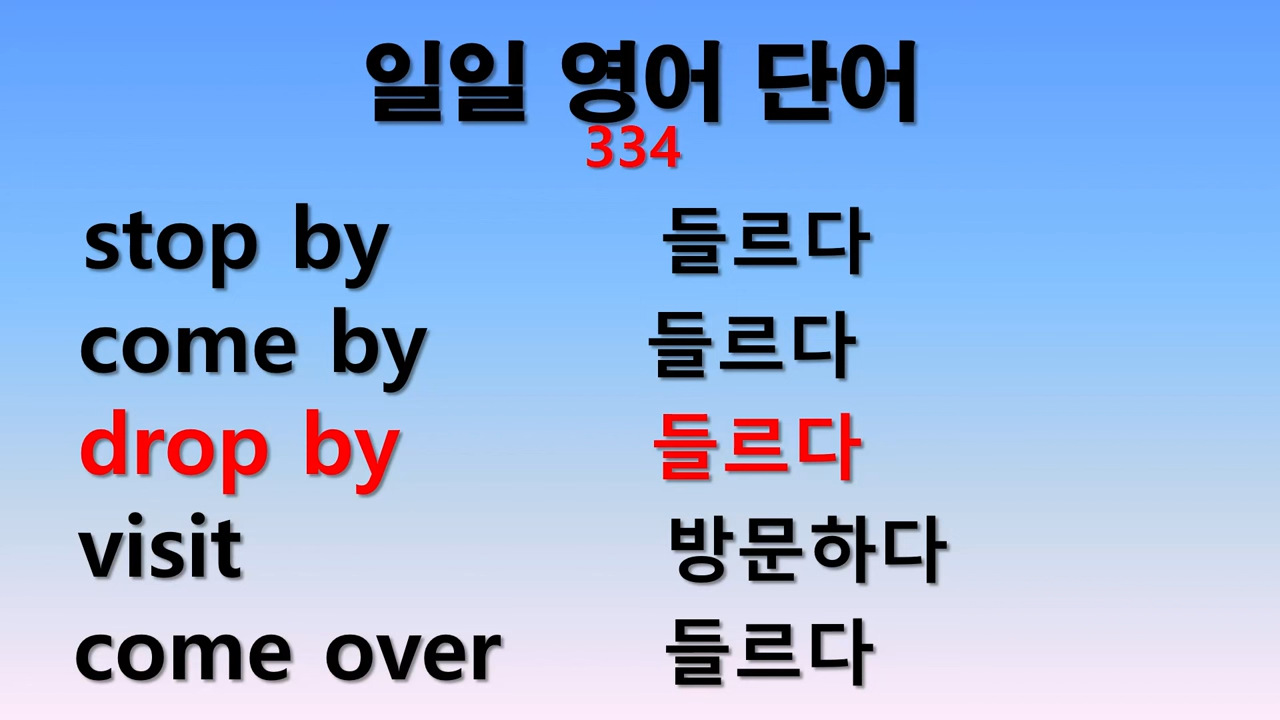 일일 영어 단어
334
stop by 들르다
come by 들르다
drop by 들르다
visit 방문하다
come over 들르다